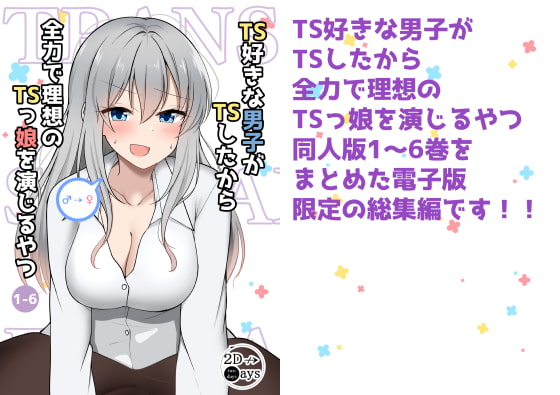 TRANS
TS好きな男子が
TSしたから
全力で理想の
TSっ娘を演じるやつ
♂→♀
1-6
2D
Days
TS好きな男子が
TSしたから
全力で理想の
TSっ娘を演じるやつ
同人版1～6巻を
まとめた電子版
限定の総集編です！！